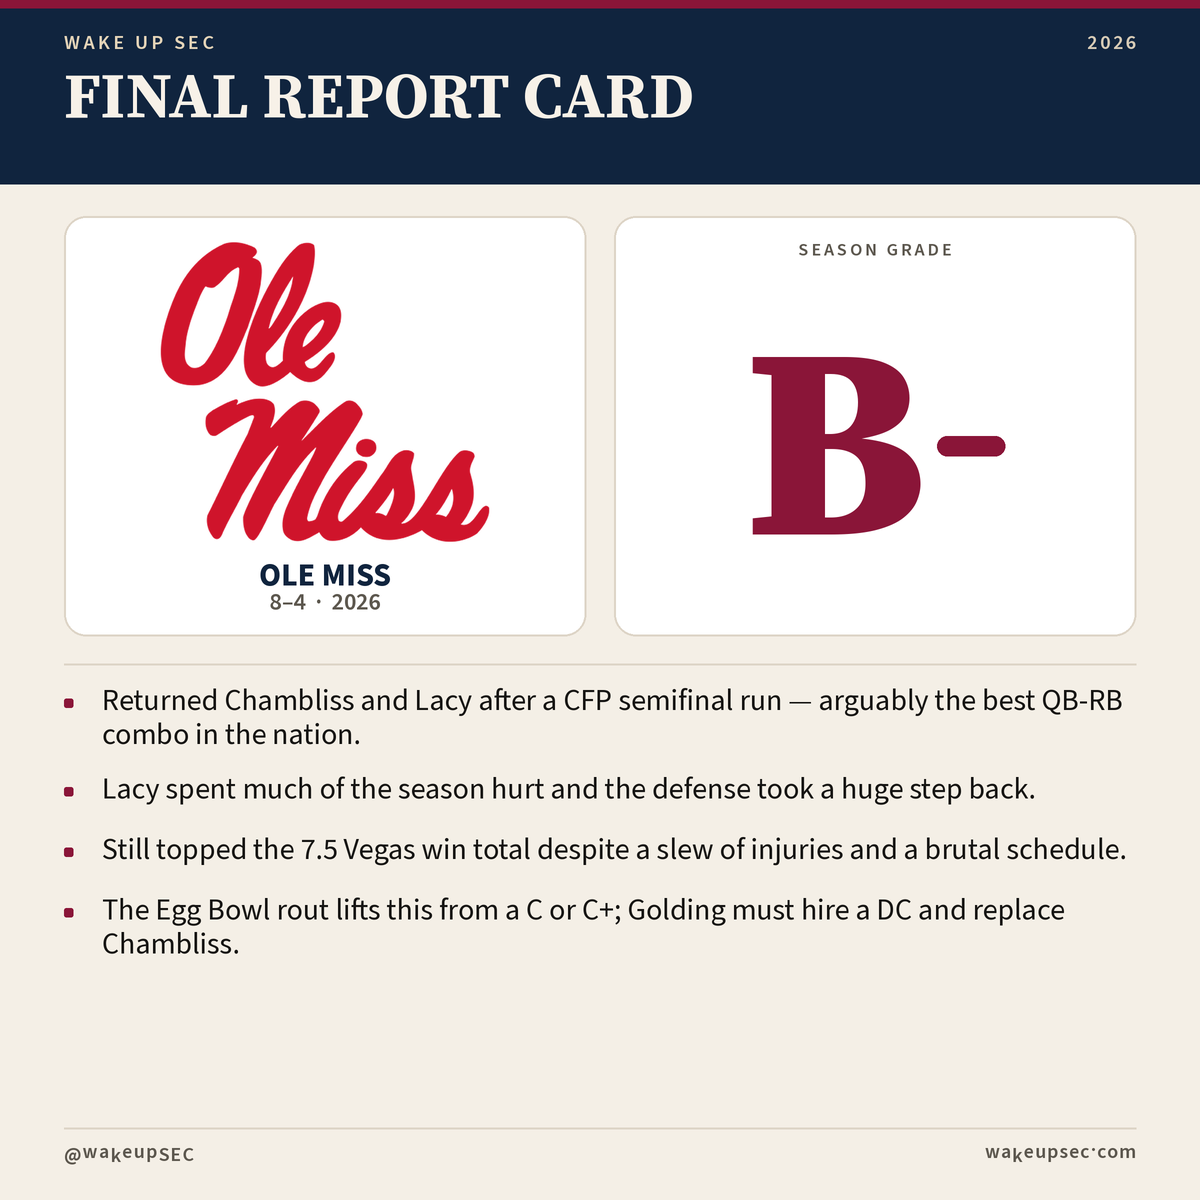 WAKE UP SEC
2026
FINAL REPORT CARD
Ole
Miss
OLE MISS
8–4 · 2026
SEASON GRADE
B-
Returned Chambliss and Lacy after a CFP semifinal run — arguably the best QB-RB
combo in the nation.
Lacy spent much of the season hurt and the defense took a huge step back.
Still topped the 7.5 Vegas win total despite a slew of injuries and a brutal schedule.
The Egg Bowl rout lifts this from a C or C+; Golding must hire a DC and replace
Chambliss.
@wakeupSEC
wakeupsec·com